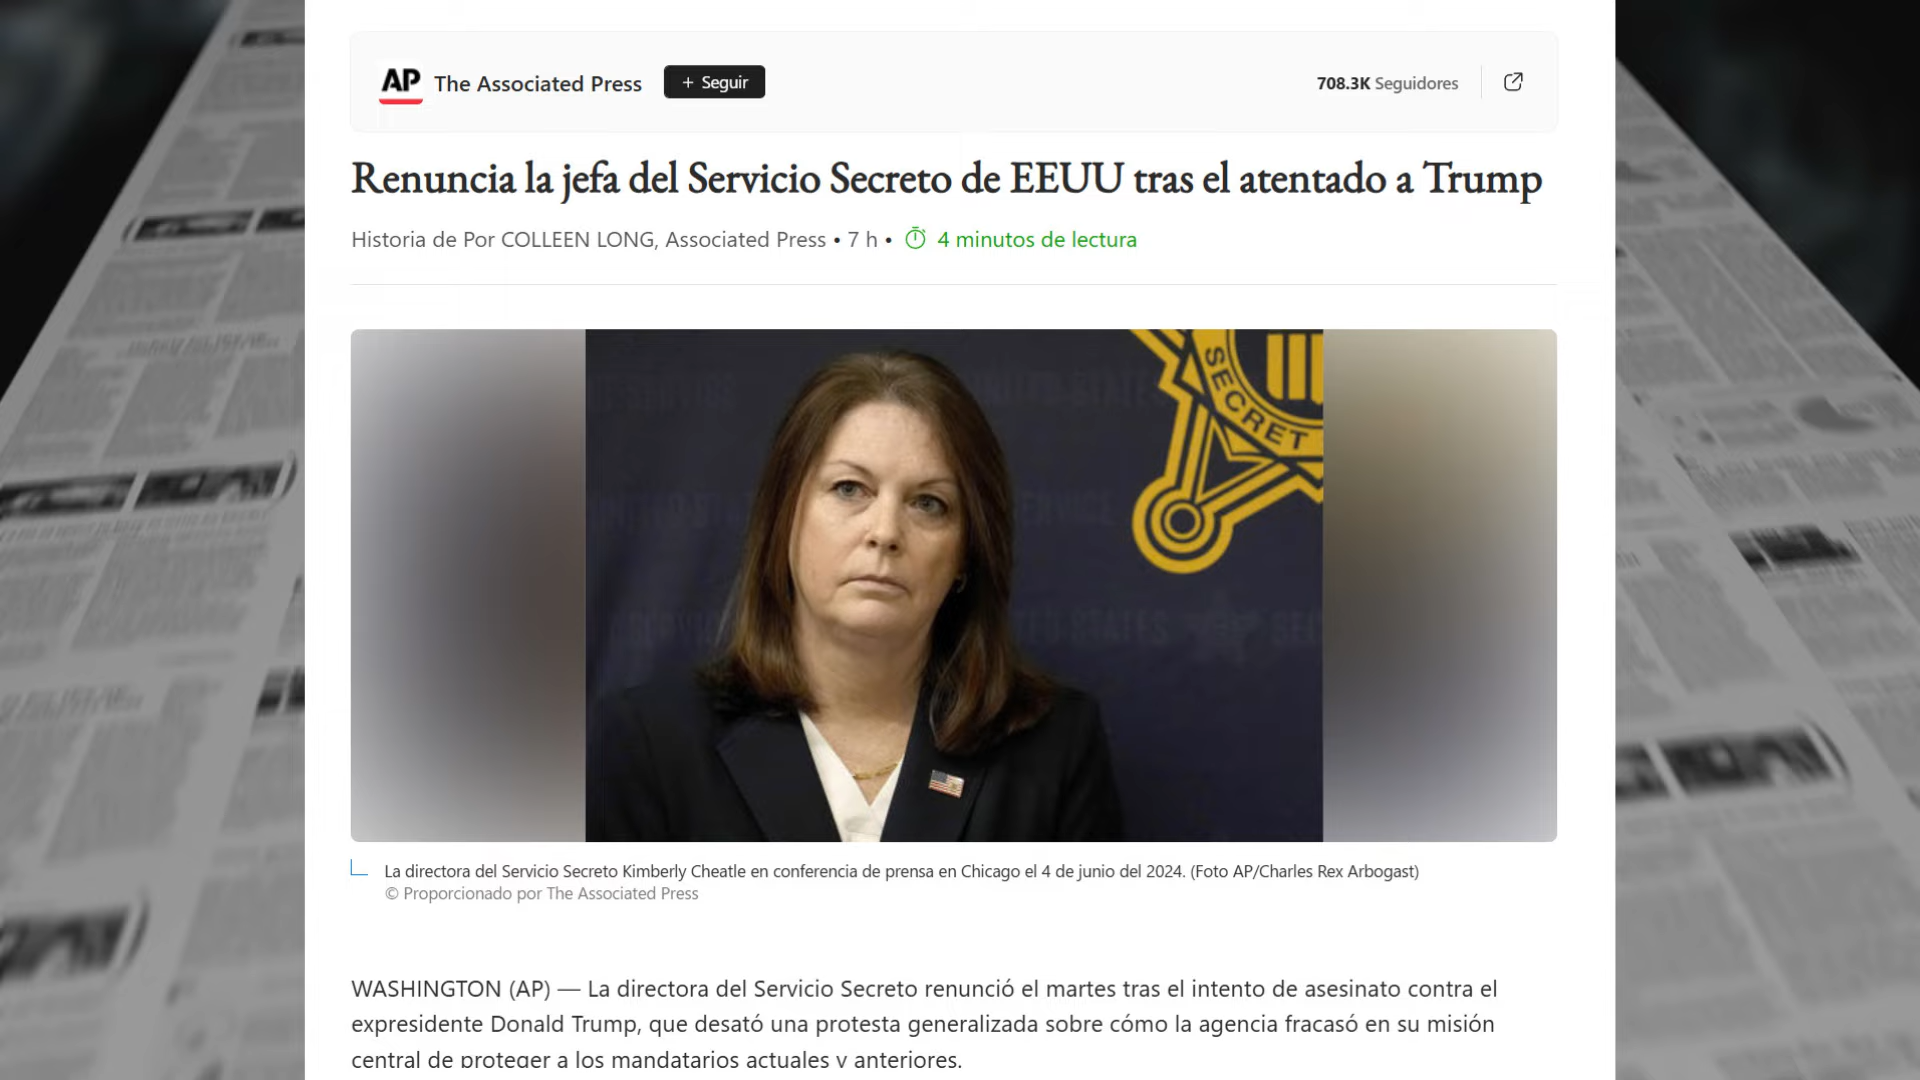 AP The Associated Press + Seguir 708.3K Seguidores
Renuncia la jefa del Servicio Secreto de EEUU tras el atentado a Trump
Historia de Por COLLEEN LONG, Associated Press • 7 h • 4 minutos de lectura
SECRET
La directora del Servicio Secreto Kimberly Cheatle en conferencia de prensa en Chicago el 4 de junio del 2024. (Foto AP/Charles Rex Arbogast)
© Proporcionado por The Associated Press
WASHINGTON (AP) — La directora del Servicio Secreto renunció el martes tras el intento de asesinato contra el
expresidente Donald Trump, que desató una protesta generalizada sobre cómo la agencia fracasó en su misión
central de proteger a los mandatarios actuales y anteriores.